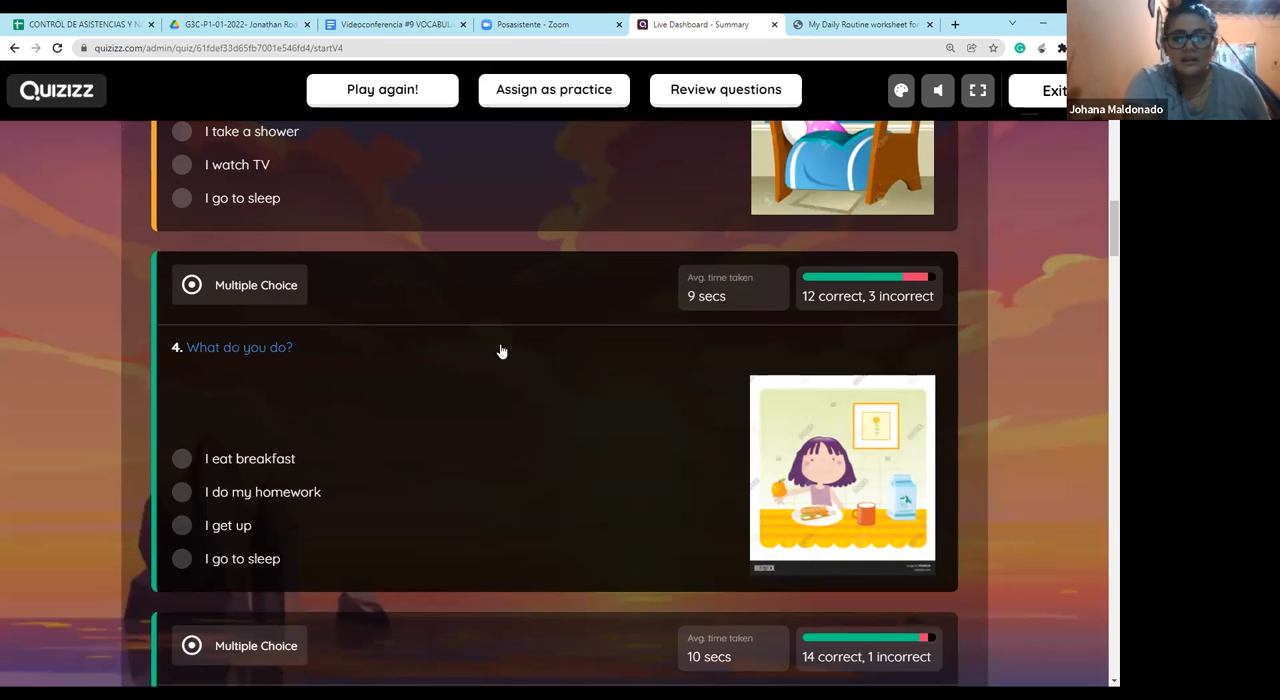 CONTROL DE ASISTENCIAS Y N
G3C-P1-01-2022- Jonathan Rod
Videoconferencia #9 VOCABUL
Posasistente - Zoom
Live Dashboard - Summary
My Daily Routine worksheet for
quizizz.com/admin/quiz/61fdef33d65fb7001e546fd4/startV4
QUIZIZZ
Play again!
Assign as practice
Review questions
Exit
Johana Maldonado
I take a shower
I watch TV
I go to sleep
Multiple Choice
Avg. time taken
9 secs
12 correct, 3 incorrect
4. What do you do?
I eat breakfast
I do my homework
I get up
I go to sleep
Multiple Choice
Avg. time taken
10 secs
14 correct, 1 incorrect